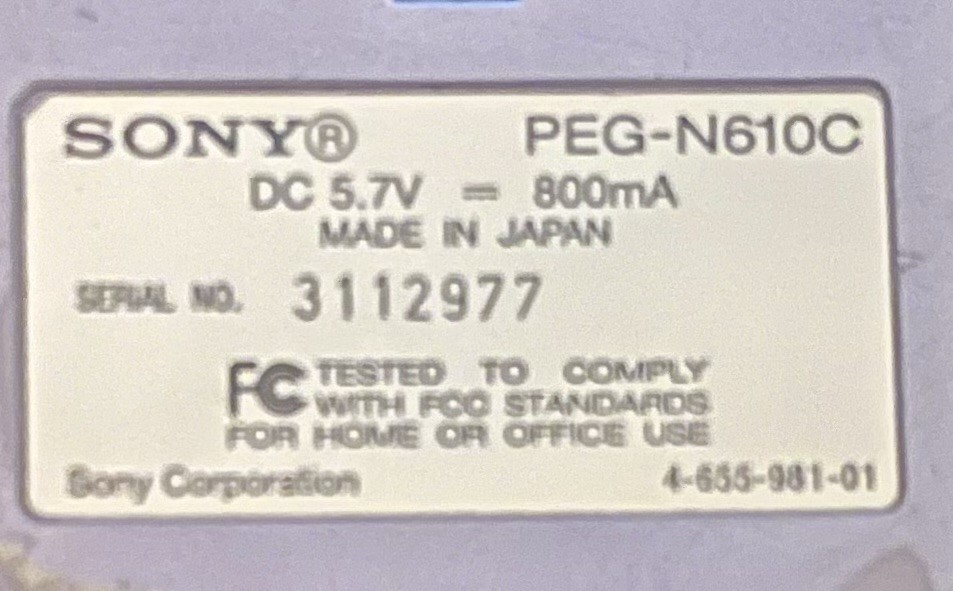 SONY® PEG-N610C
DC 5.7V ⎓ 800mA
MADE IN JAPAN
SERIAL NO. 3112977
FC TESTED TO COMPLY
WITH FCC STANDARDS
FOR HOME OR OFFICE USE
Sony Corporation 4-655-981-01